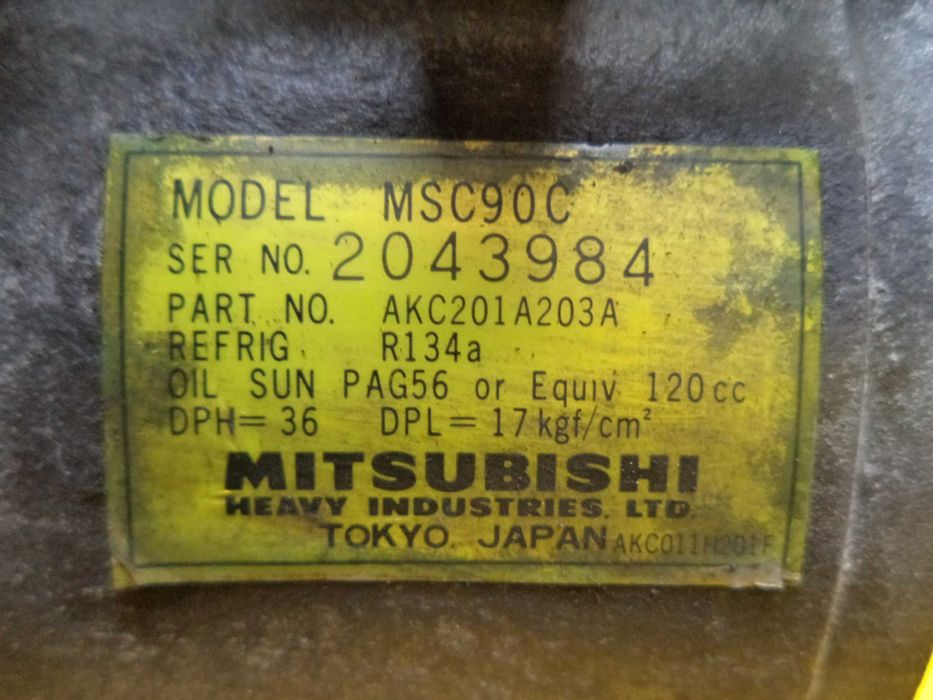 MODEL MSC90C
SER NO. 2043984
PART NO. AKC201A203A
REFRIG. R134a
OIL SUN PAG56 or Equiv 120cc
DPH=36 DPL=17kgf/cm²
MITSUBISHI
HEAVY INDUSTRIES, LTD
TOKYO, JAPAN AKC011H201F